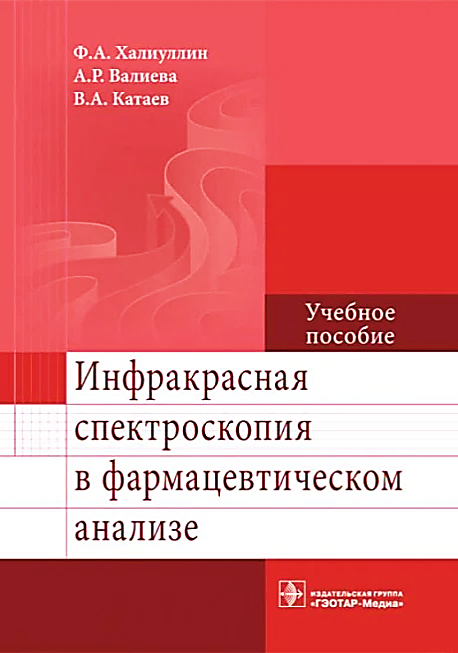 Ф.А. Халиуллин
А.Р. Валиева
В.А. Катаев
Учебное
пособие
Инфракрасная
спектроскопия
в фармацевтическом
анализе
ИЗДАТЕЛЬСКАЯ ГРУППА
«ГЭОТАР-Медиа»